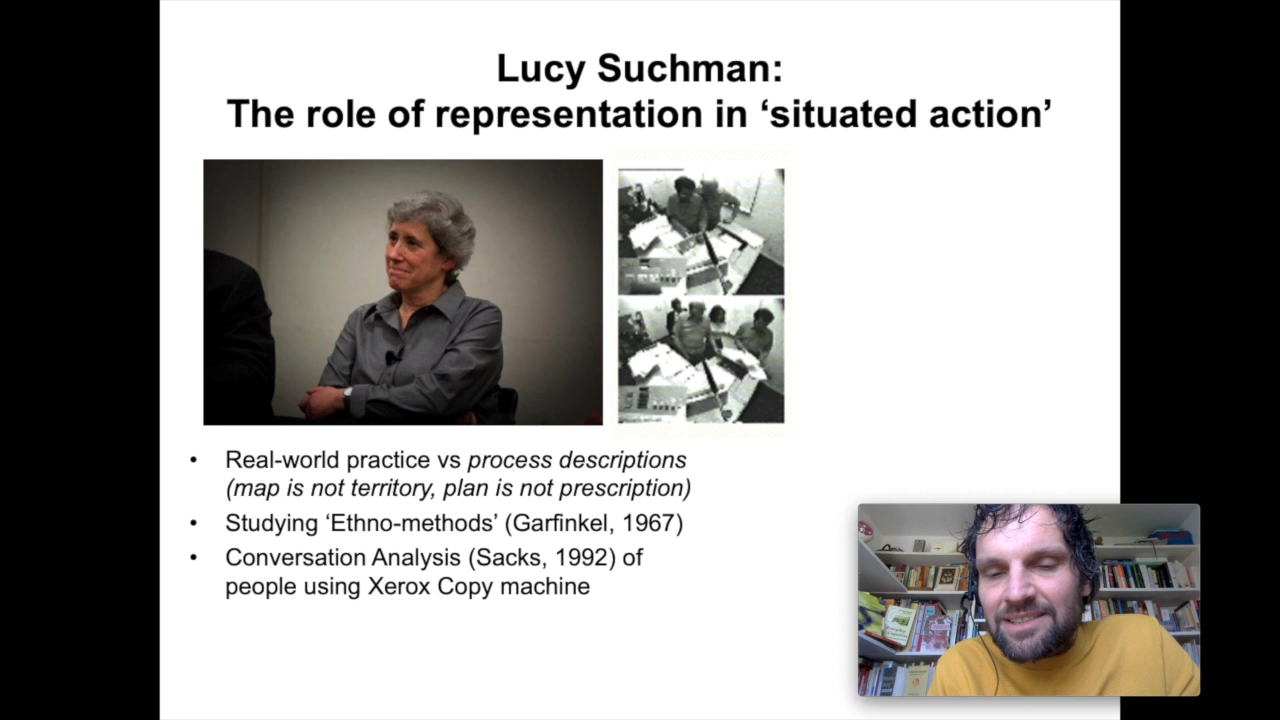 Lucy Suchman:
The role of representation in ‘situated action’
• Real-world practice vs process descriptions
(map is not territory, plan is not prescription)
• Studying ‘Ethno-methods’ (Garfinkel, 1967)
• Conversation Analysis (Sacks, 1992) of
people using Xerox Copy machine